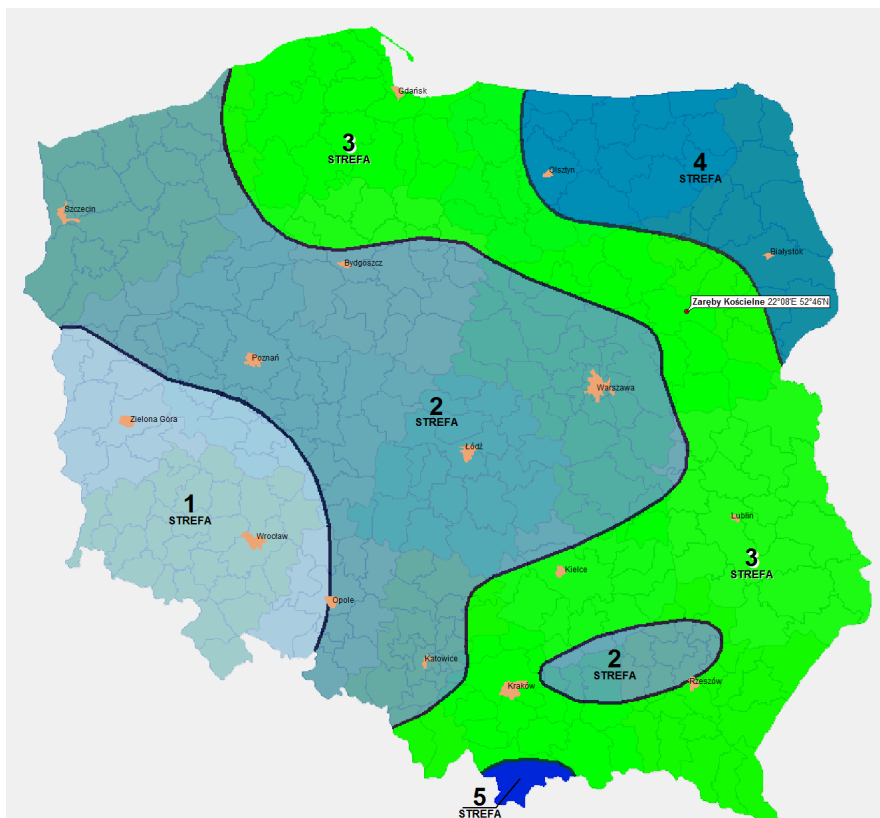 Gdańsk
3
STREFA
4
STREFA
Olsztyn
Szczecin
Białystok
Bydgoszcz
Zaręby Kościelne 22°08'E 52°46'N
Poznań
Warszawa
2
STREFA
Zielona Góra
Łódź
1
STREFA
Wrocław
Lublin
3
STREFA
Kielce
Opole
2
STREFA
Katowice
Kraków
Rzeszów
5
STREFA